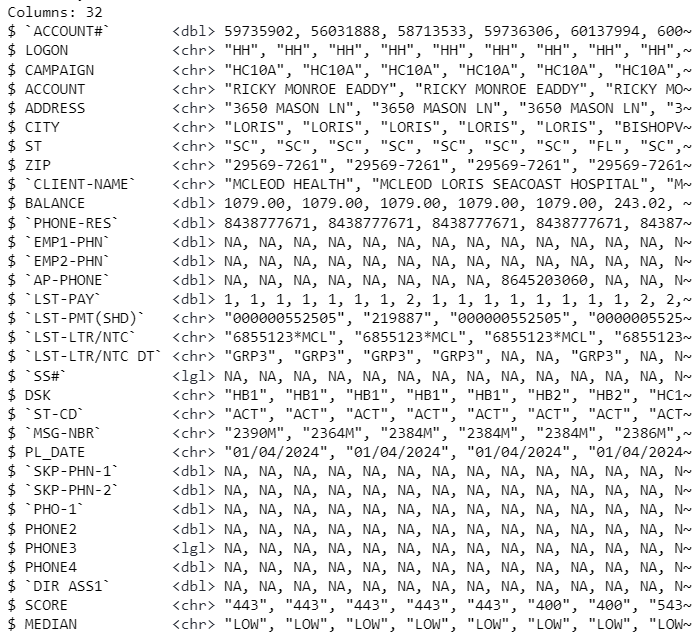 Columns: 32
$ `ACCOUNT#` <dbl> 59735902, 56031888, 58713533, 59736306, 60137994, 600~
$ LOGON <chr> "HH", "HH", "HH", "HH", "HH", "HH", "HH", "HH", "HH",~
$ CAMPAIGN <chr> "HC10A", "HC10A", "HC10A", "HC10A", "HC10A", "HC10A",~
$ ACCOUNT <chr> "RICKY MONROE EADDY", "RICKY MONROE EADDY", "RICKY MO~
$ ADDRESS <chr> "3650 MASON LN", "3650 MASON LN", "3650 MASON LN", "3~
$ CITY <chr> "LORIS", "LORIS", "LORIS", "LORIS", "LORIS", "BISHOPV~
$ ST <chr> "SC", "SC", "SC", "SC", "SC", "SC", "FL", "SC", "SC",~
$ ZIP <chr> "29569-7261", "29569-7261", "29569-7261", "29569-7261~
$ `CLIENT-NAME` <chr> "MCLEOD HEALTH", "MCLEOD LORIS SEACOAST HOSPITAL", "M~
$ BALANCE <dbl> 1079.00, 1079.00, 1079.00, 1079.00, 1079.00, 243.02, ~
$ `PHONE-RES` <dbl> 8438777671, 8438777671, 8438777671, 8438777671, 84387~
$ `EMP1-PHN` <dbl> NA, NA, NA, NA, NA, NA, NA, NA, NA, NA, NA, NA, NA, N~
$ `EMP2-PHN` <dbl> NA, NA, NA, NA, NA, NA, NA, NA, NA, NA, NA, NA, NA, N~
$ `AP-PHONE` <dbl> NA, NA, NA, NA, NA, NA, NA, 8645203060, NA, NA, NA, N~
$ `LST-PAY` <dbl> 1, 1, 1, 1, 1, 1, 2, 1, 1, 1, 1, 1, 1, 1, 1, 2, 2,~
$ `LST-PMT(SHD)` <chr> "000000552505", "219887", "000000552505", "0000005525~
$ `LST-LTR/NTC` <chr> "6855123*MCL", "6855123*MCL", "6855123*MCL", "6855123~
$ `LST-LTR/NTC DT` <chr> "GRP3", "GRP3", "GRP3", "GRP3", NA, NA, "GRP3", NA, N~
$ `SS#` <lgl> NA, NA, NA, NA, NA, NA, NA, NA, NA, NA, NA, NA, NA, N~
$ DSK <chr> "HB1", "HB1", "HB1", "HB1", "HB1", "HB2", "HB2", "HC1~
$ `ST-CD` <chr> "ACT", "ACT", "ACT", "ACT", "ACT", "ACT", "ACT", "ACT~
$ `MSG-NBR` <chr> "2390M", "2364M", "2384M", "2384M", "2384M", "2386M",~
$ PL_DATE <chr> "01/04/2024", "01/04/2024", "01/04/2024", "01/04/2024~
$ `SKP-PHN-1` <dbl> NA, NA, NA, NA, NA, NA, NA, NA, NA, NA, NA, NA, NA, N~
$ `SKP-PHN-2` <dbl> NA, NA, NA, NA, NA, NA, NA, NA, NA, NA, NA, NA, NA, N~
$ `PHO-1` <dbl> NA, NA, NA, NA, NA, NA, NA, NA, NA, NA, NA, NA, NA, N~
$ PHONE2 <dbl> NA, NA, NA, NA, NA, NA, NA, NA, NA, NA, NA, NA, NA, N~
$ PHONE3 <lgl> NA, NA, NA, NA, NA, NA, NA, NA, NA, NA, NA, NA, NA, N~
$ PHONE4 <dbl> NA, NA, NA, NA, NA, NA, NA, NA, NA, NA, NA, NA, NA, N~
$ `DIR ASS1` <dbl> NA, NA, NA, NA, NA, NA, NA, NA, NA, NA, NA, NA, NA, N~
$ SCORE <chr> "443", "443", "443", "443", "443", "400", "400", "543~
$ MEDIAN <chr> "LOW", "LOW", "LOW", "LOW", "LOW", "LOW", "LOW", "LOW~